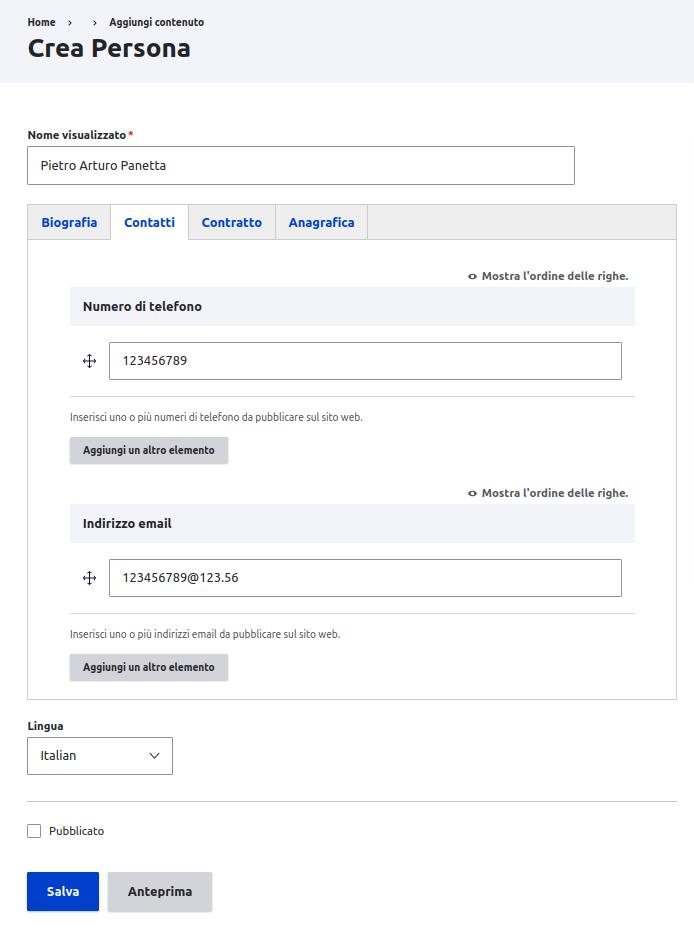 Home › › Aggiungi contenuto
Crea Persona
Nome visualizzato*
Pietro Arturo Panetta
Biografia Contatti Contratto Anagrafica
Mostra l'ordine delle righe.
Numero di telefono
123456789
Inserisci uno o più numeri di telefono da pubblicare sul sito web.
Aggiungi un altro elemento
Mostra l'ordine delle righe.
Indirizzo email
123456789@123.56
Inserisci uno o più indirizzi email da pubblicare sul sito web.
Aggiungi un altro elemento
Lingua
Italian
Pubblicato
Salva Anteprima